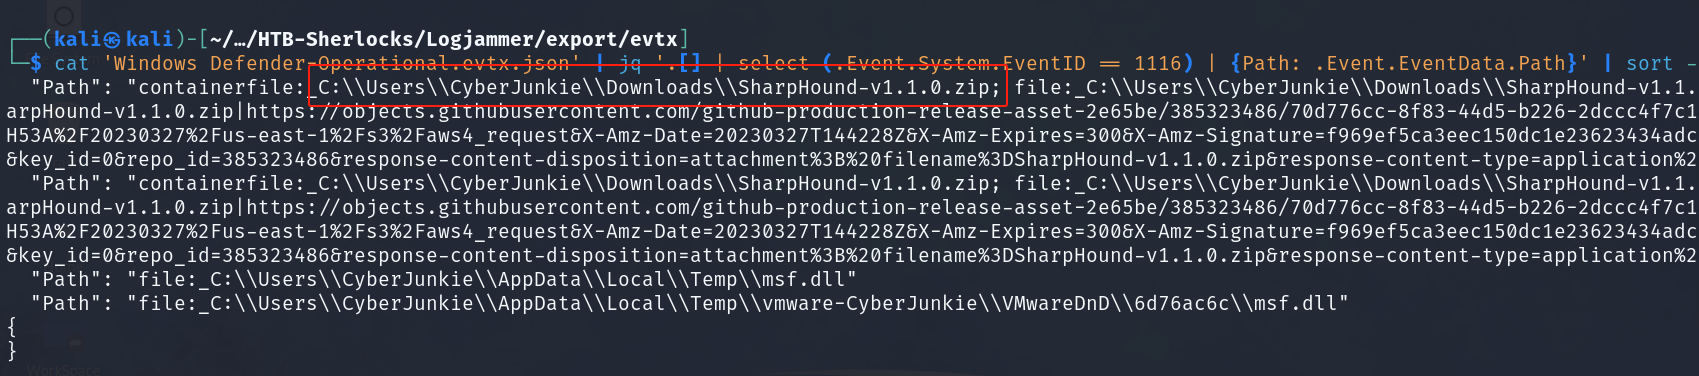 ┌──(kali㉿kali)-[~/…/HTB-Sherlocks/Logjammer/export/evtx]
└─$ cat 'Windows Defender-Operational.evtx.json' | jq '.[] | select (.Event.System.EventID == 1116) | {Path: .Event.EventData.Path}' | sort -
"Path": "containerfile:_C:\\Users\\CyberJunkie\\Downloads\\SharpHound-v1.1.0.zip; file:_C:\\Users\\CyberJunkie\\Downloads\\SharpHound-v1.1.
arpHound-v1.1.0.zip|https://objects.githubusercontent.com/github-production-release-asset-2e65be/385323486/70d776cc-8f83-44d5-b226-2dccc4f7c1
H53A%2F20230327%2Fus-east-1%2Fs3%2Faws4_request&X-Amz-Date=20230327T144228Z&X-Amz-Expires=300&X-Amz-Signature=f969ef5ca3eec150dc1e23623434adc
&key_id=0&repo_id=385323486&response-content-disposition=attachment%3B%20filename%3DSharpHound-v1.1.0.zip&response-content-type=application%2
"Path": "containerfile:_C:\\Users\\CyberJunkie\\Downloads\\SharpHound-v1.1.0.zip; file:_C:\\Users\\CyberJunkie\\Downloads\\SharpHound-v1.1.
arpHound-v1.1.0.zip|https://objects.githubusercontent.com/github-production-release-asset-2e65be/385323486/70d776cc-8f83-44d5-b226-2dccc4f7c1
H53A%2F20230327%2Fus-east-1%2Fs3%2Faws4_request&X-Amz-Date=20230327T144228Z&X-Amz-Expires=300&X-Amz-Signature=f969ef5ca3eec150dc1e23623434adc
&key_id=0&repo_id=385323486&response-content-disposition=attachment%3B%20filename%3DSharpHound-v1.1.0.zip&response-content-type=application%2
"Path": "file:_C:\\Users\\CyberJunkie\\AppData\\Local\\Temp\\msf.dll"
"Path": "file:_C:\\Users\\CyberJunkie\\AppData\\Local\\Temp\\vmware-CyberJunkie\\VMwareDnD\\6d76ac6c\\msf.dll"
{
}
WorkSpace